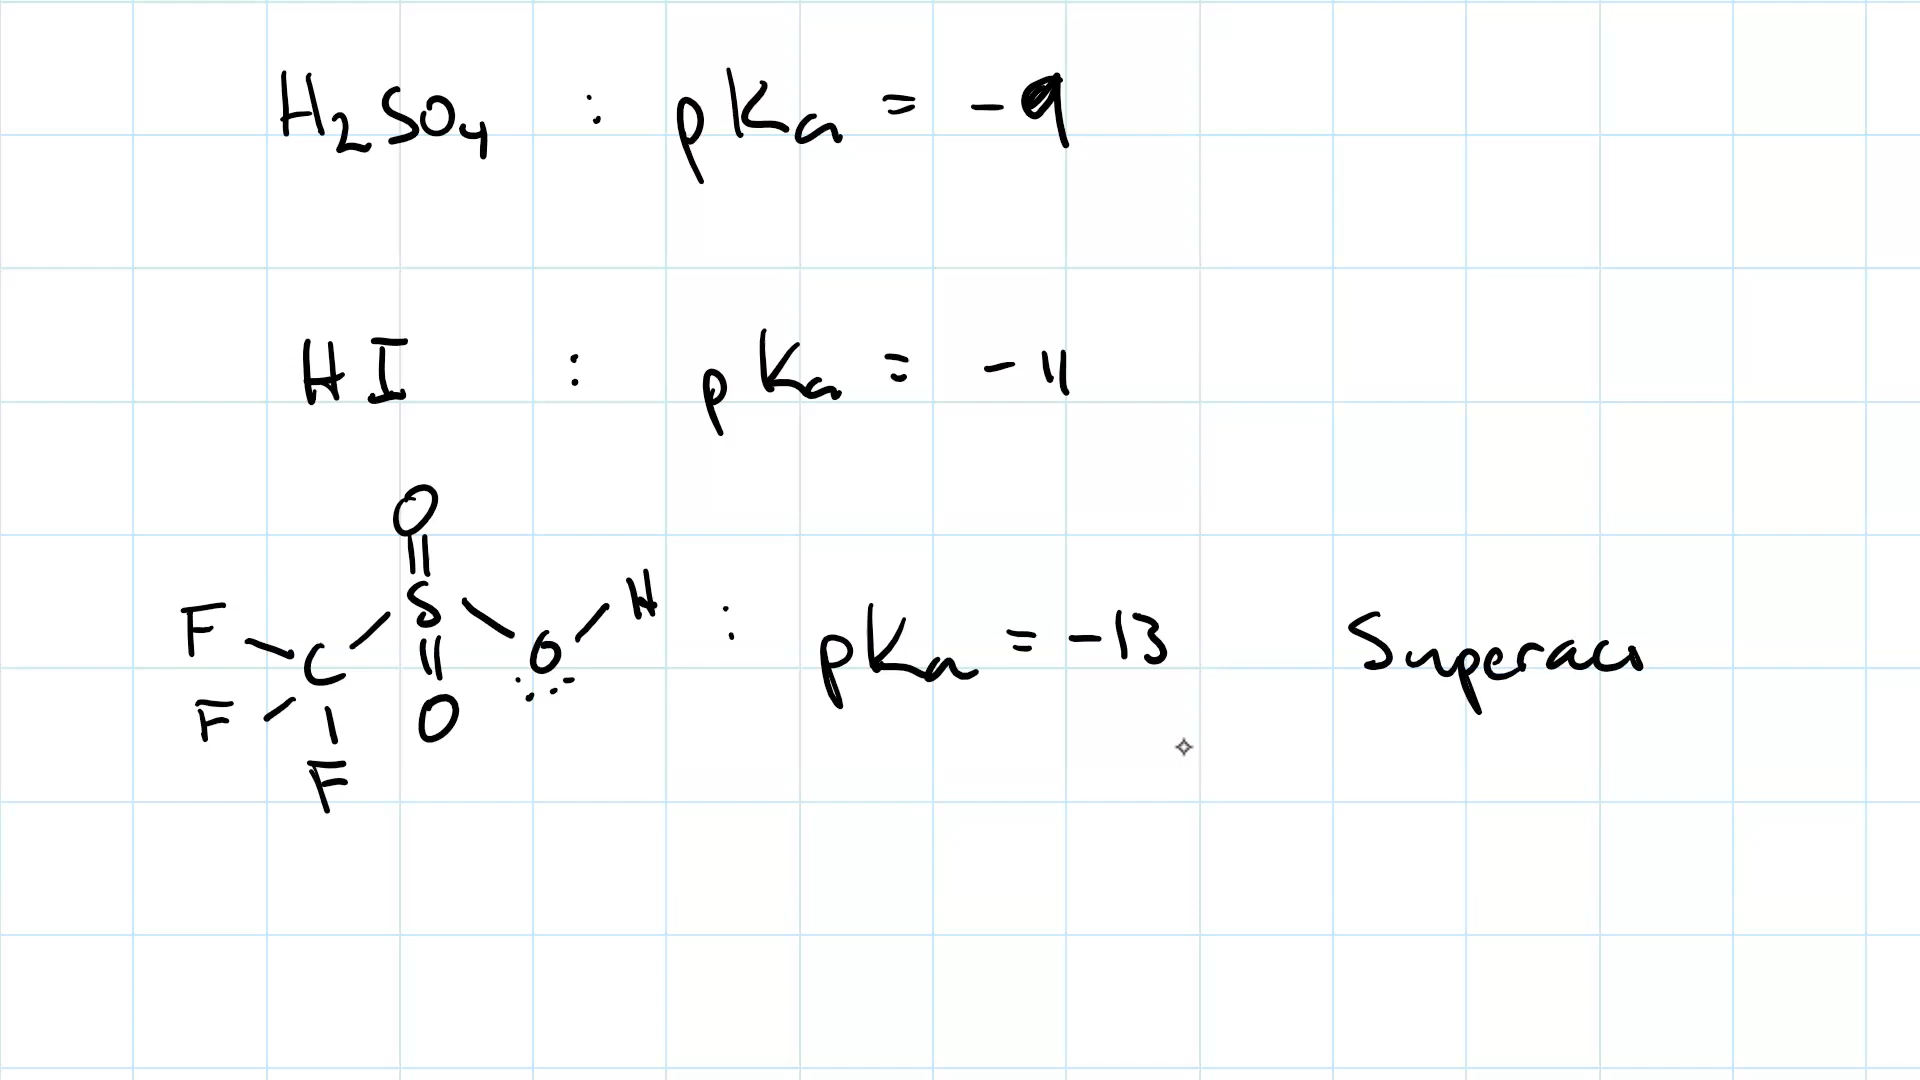 H₂SO₄ : pKa = -9
HI : pKa = -11
O
F C S O H : pKa = -13 Superaci
F O
F